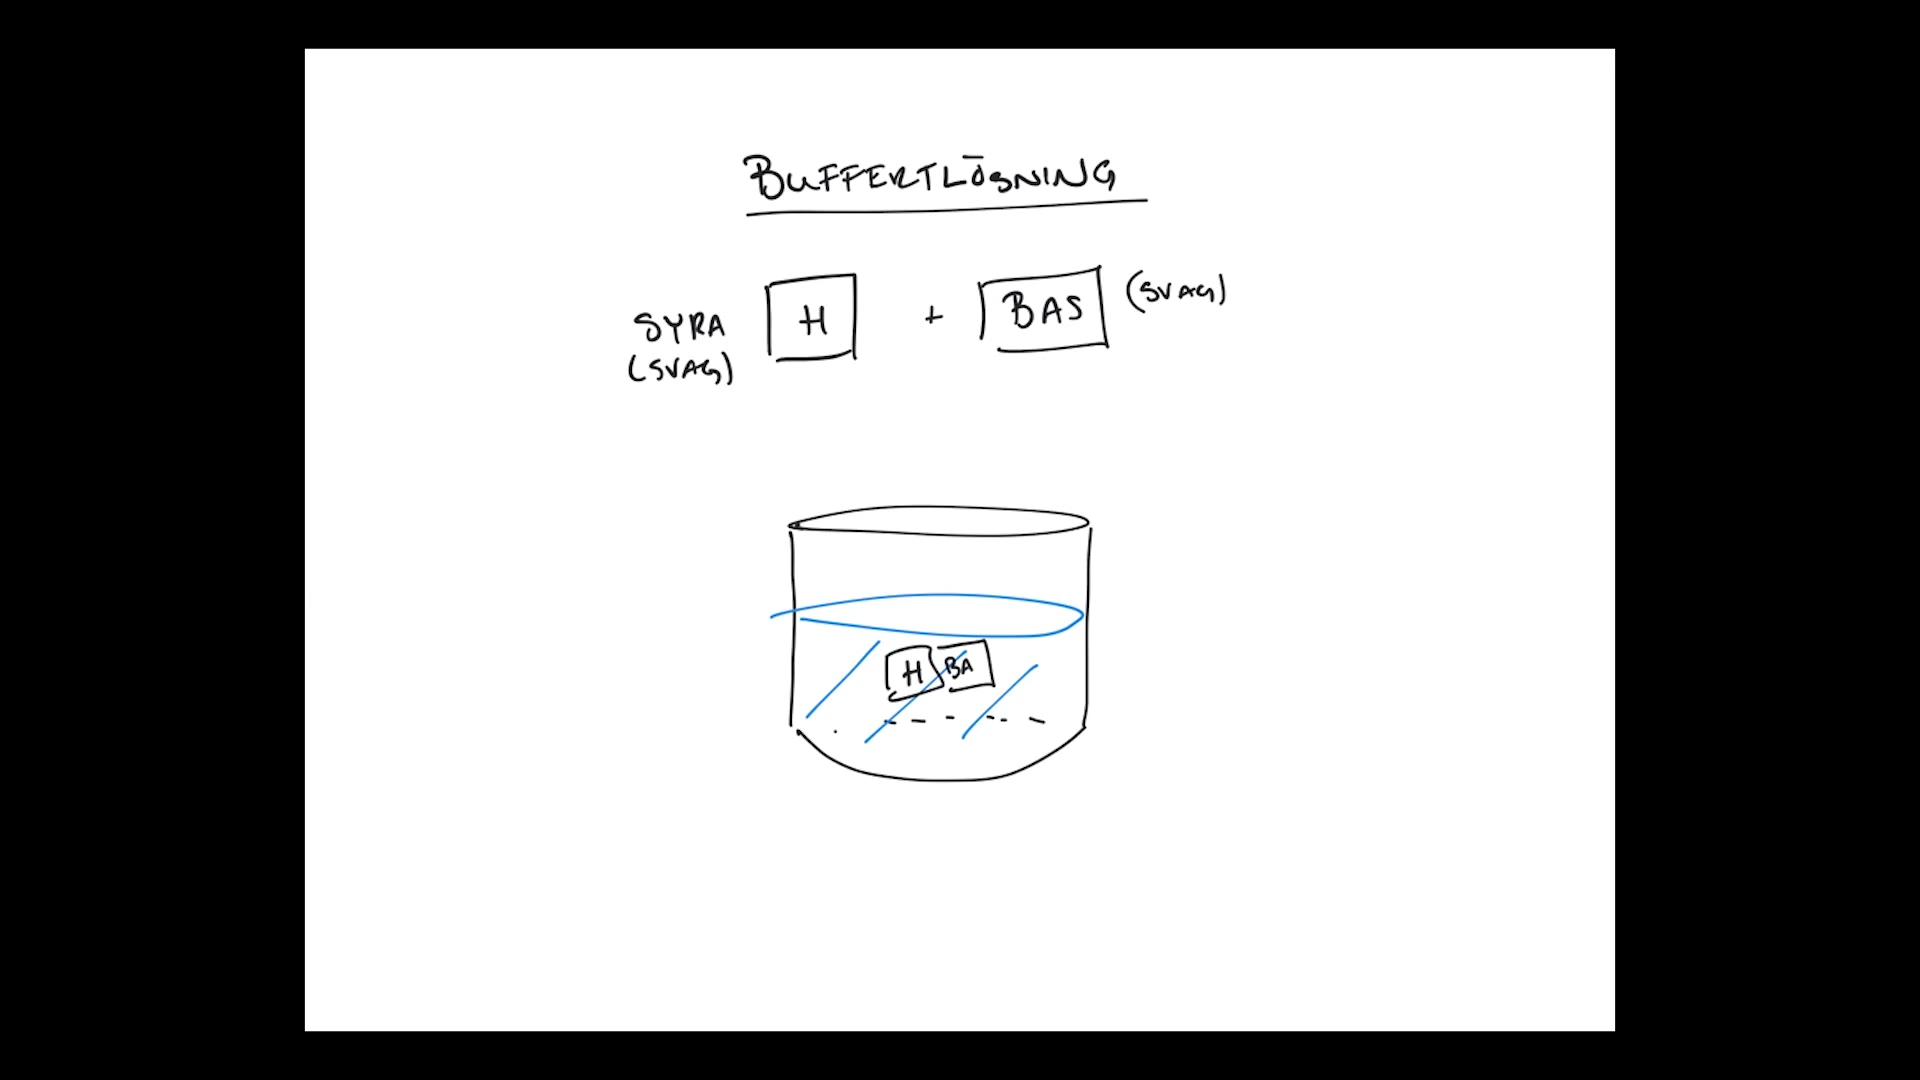 BUFFERTLÖSNING
SYRA H + BAS (SVAG)
(SVAG)
H BA